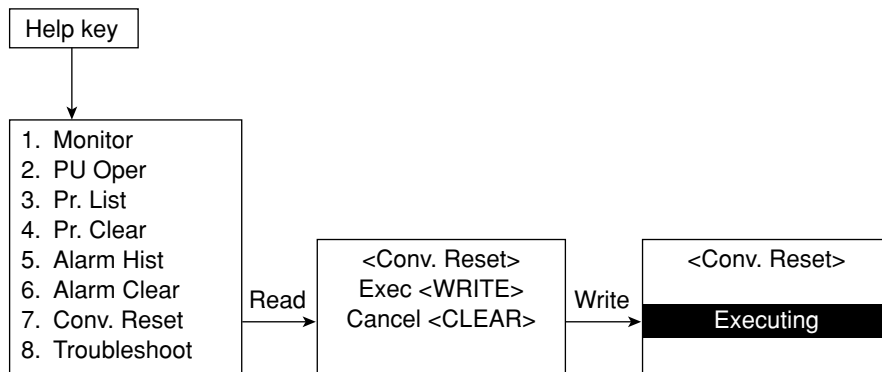 Help key
1. Monitor
2. PU Oper
3. Pr. List
4. Pr. Clear
5. Alarm Hist
6. Alarm Clear
7. Conv. Reset
8. Troubleshoot
Read
<Conv. Reset>
Exec <WRITE>
Cancel <CLEAR>
Write
<Conv. Reset>
Executing